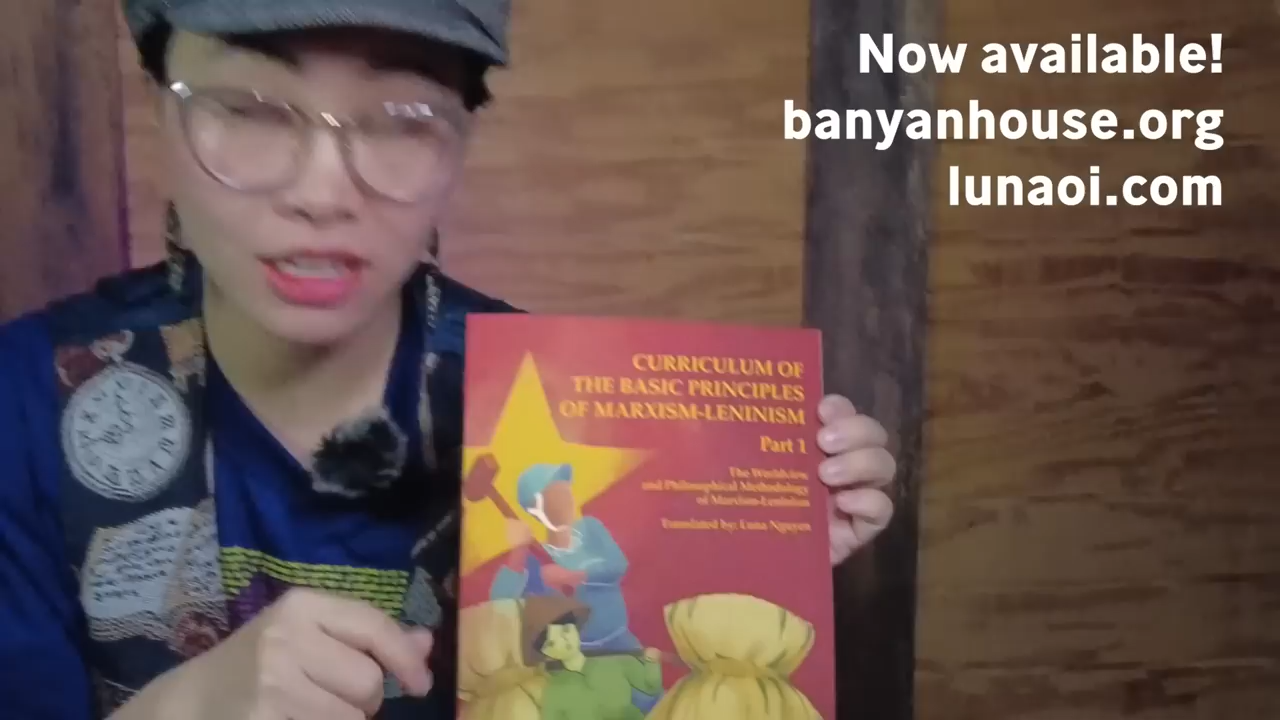 Now available!
banyanhouse.org
lunaoi.com
CURRICULUM OF
THE BASIC PRINCIPLES
OF MARXISM-LENINISM
Part 1
The Worldview
and Philosophical Methodology
of Marxism-Leninism
Translated by: Luna Nguyen